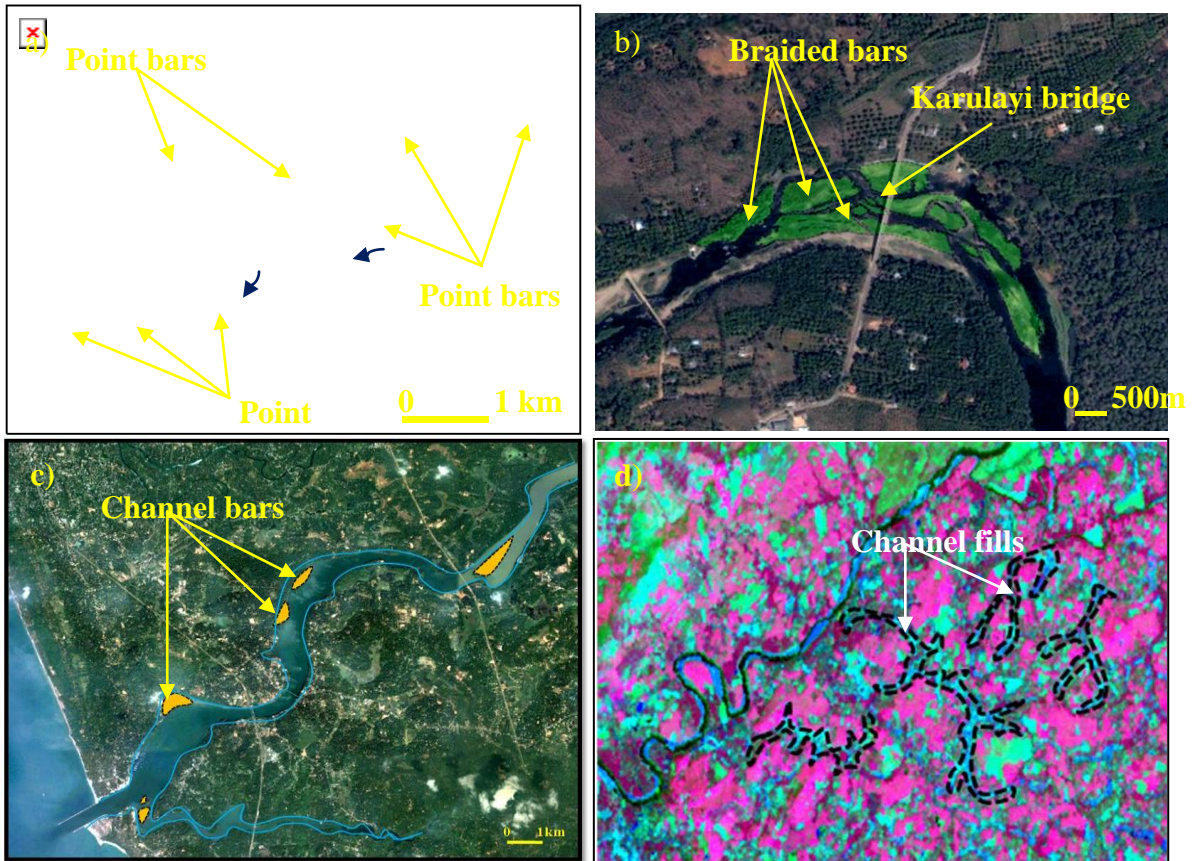 a)
Point bars
Point bars
Point
0 1 km
b)
Braided bars
Karulayi bridge
0 500m
c)
Channel bars
0 1km
d)
Channel fills